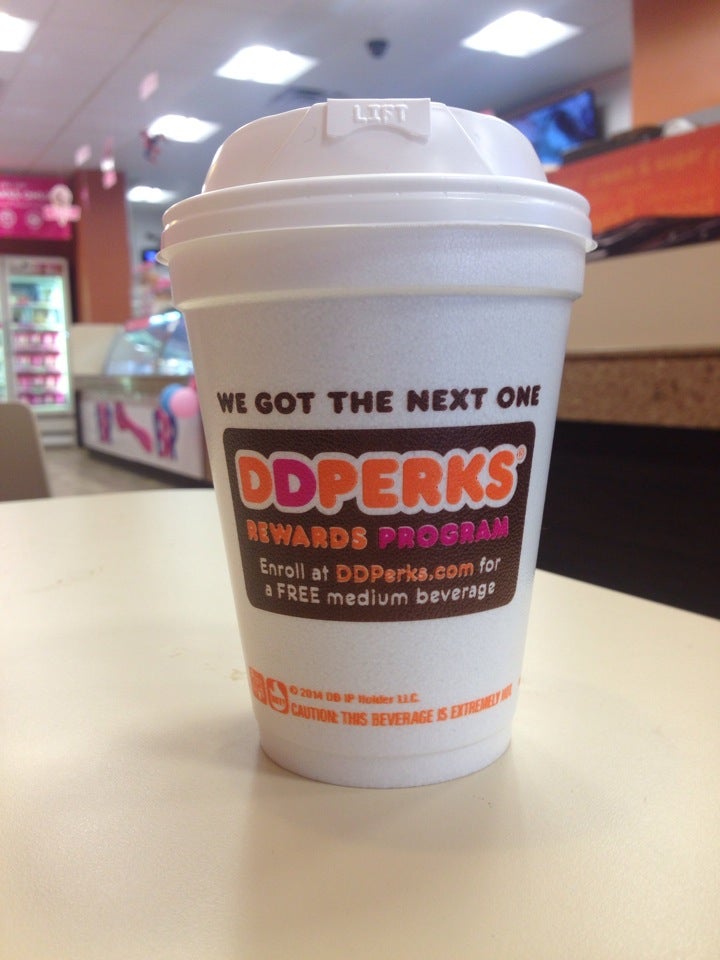 LIFT
WE GOT THE NEXT ONE
DDPERKS®
REWARDS PROGRAM
Enroll at DDPerks.com for
a FREE medium beverage
© 2014 DD IP Holder LLC.
CAUTION: THIS BEVERAGE IS EXTREMELY